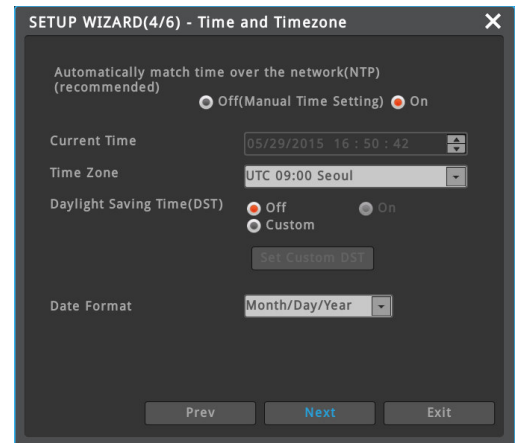 SETUP WIZARD(4/6) - Time and Timezone
Automatically match time over the network(NTP)
(recommended)
Off(Manual Time Setting) On
Current Time 05/29/2015 16 : 50 : 42
Time Zone UTC 09:00 Seoul
Daylight Saving Time(DST) Off On
Custom
Set Custom DST
Date Format Month/Day/Year
Prev Next Exit